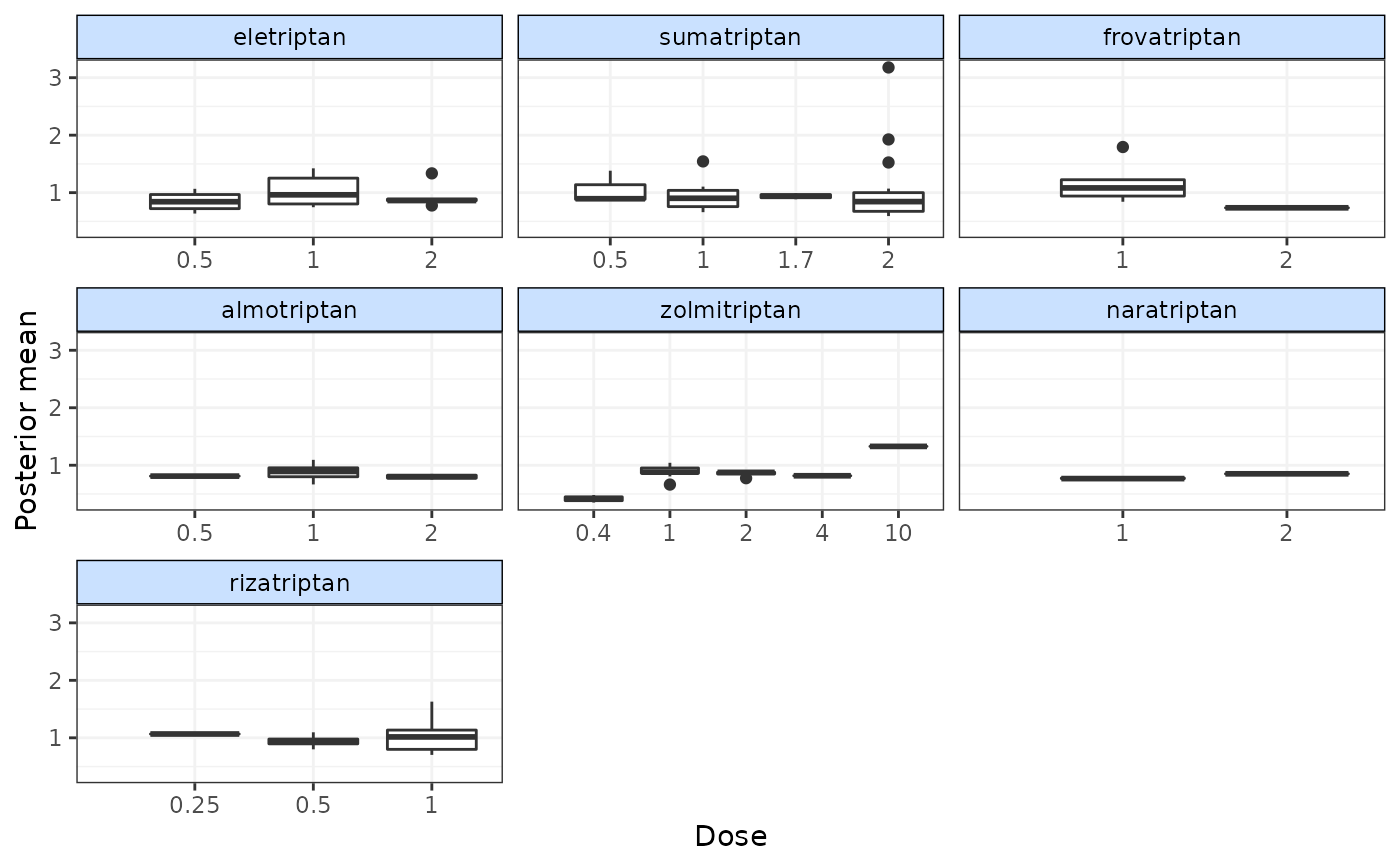 eletriptan sumatriptan frovatriptan
3
2
1
0.5 1 2 0.5 1 1.7 2 1 2
almotriptan zolmitriptan naratriptan
3
2
1
0.5 1 2 0.4 1 2 4 10 1 2
rizatriptan
3
2
1
0.25 0.5 1
Posterior mean
Dose